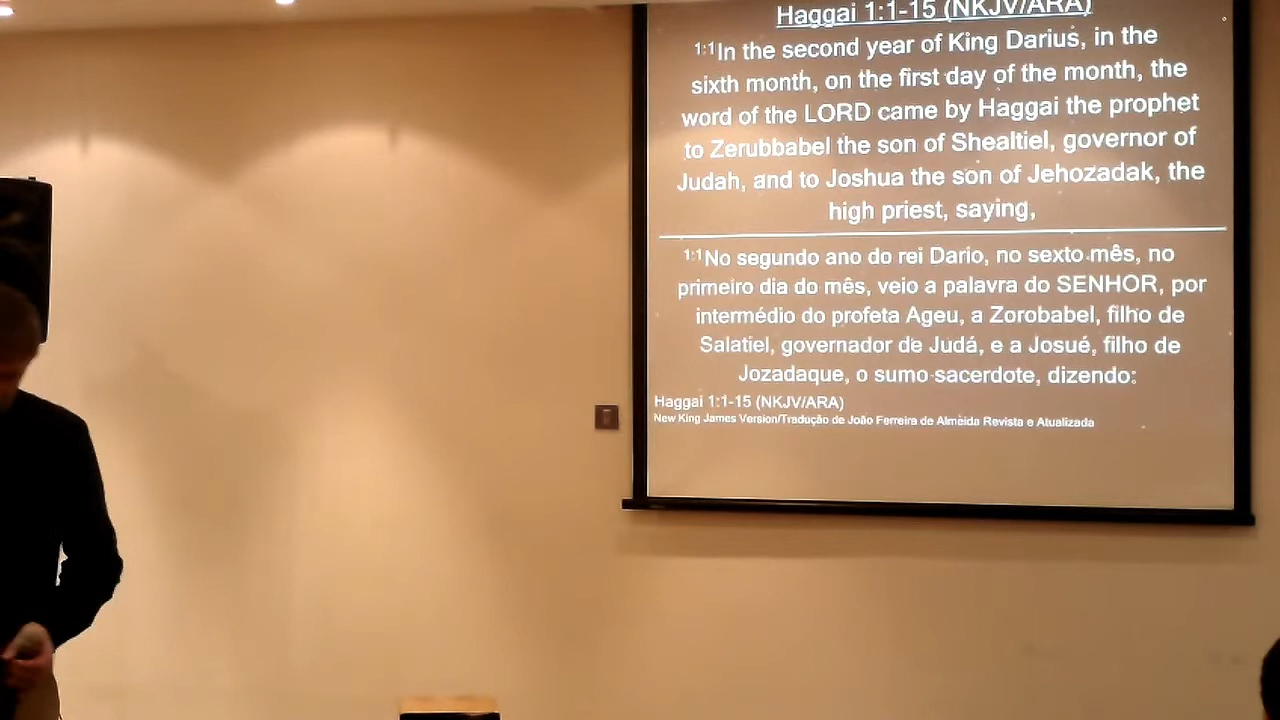 Haggai 1:1-15 (NKJV/ARA)
1:1In the second year of King Darius, in the
sixth month, on the first day of the month, the
word of the LORD came by Haggai the prophet
to Zerubbabel the son of Shealtiel, governor of
Judah, and to Joshua the son of Jehozadak, the
high priest, saying,
1:1No segundo ano do rei Dario, no sexto mês, no
primeiro dia do mês, veio a palavra do SENHOR, por
intermédio do profeta Ageu, a Zorobabel, filho de
Salatiel, governador de Judá, e a Josué, filho de
Jozadaque, o sumo sacerdote, dizendo:
Haggai 1:1-15 (NKJV/ARA)
New King James Version/Tradução de João Ferreira de Almeida Revista e Atualizada